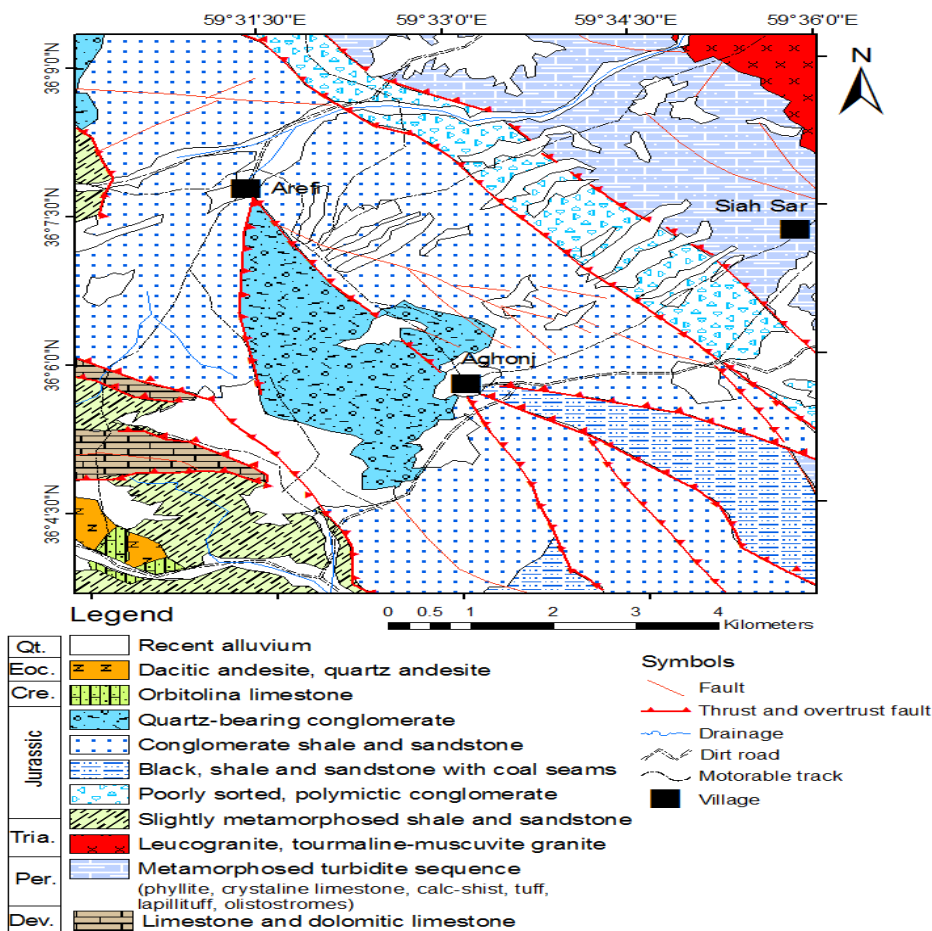 59°31'30"E 59°33'0"E 59°34'30"E 59°36'0"E
N
36°9'0"N
36°7'30"N
36°6'0"N
36°4'30"N
Arefi
Siah Sar
Aghonj
Legend
0 0.5 1 2 3 4
Kilometers
Qt.
Eoc.
Cre.
Jurassic
Tria.
Per.
Dev.
Recent alluvium
N N Dacitic andesite, quartz andesite
Orbitolina limestone
Quartz-bearing conglomerate
Conglomerate shale and sandstone
Black, shale and sandstone with coal seams
Poorly sorted, polymictic conglomerate
Slightly metamorphosed shale and sandstone
Leucogranite, tourmaline-muscuvite granite
Metamorphosed turbidite sequence
(phyllite, crystaline limestone, calc-shist, tuff,
lapillituff, olistostromes)
Limestone and dolomitic limestone
Symbols
Fault
Thrust and overtrust fault
Drainage
Dirt road
Motorable track
Village